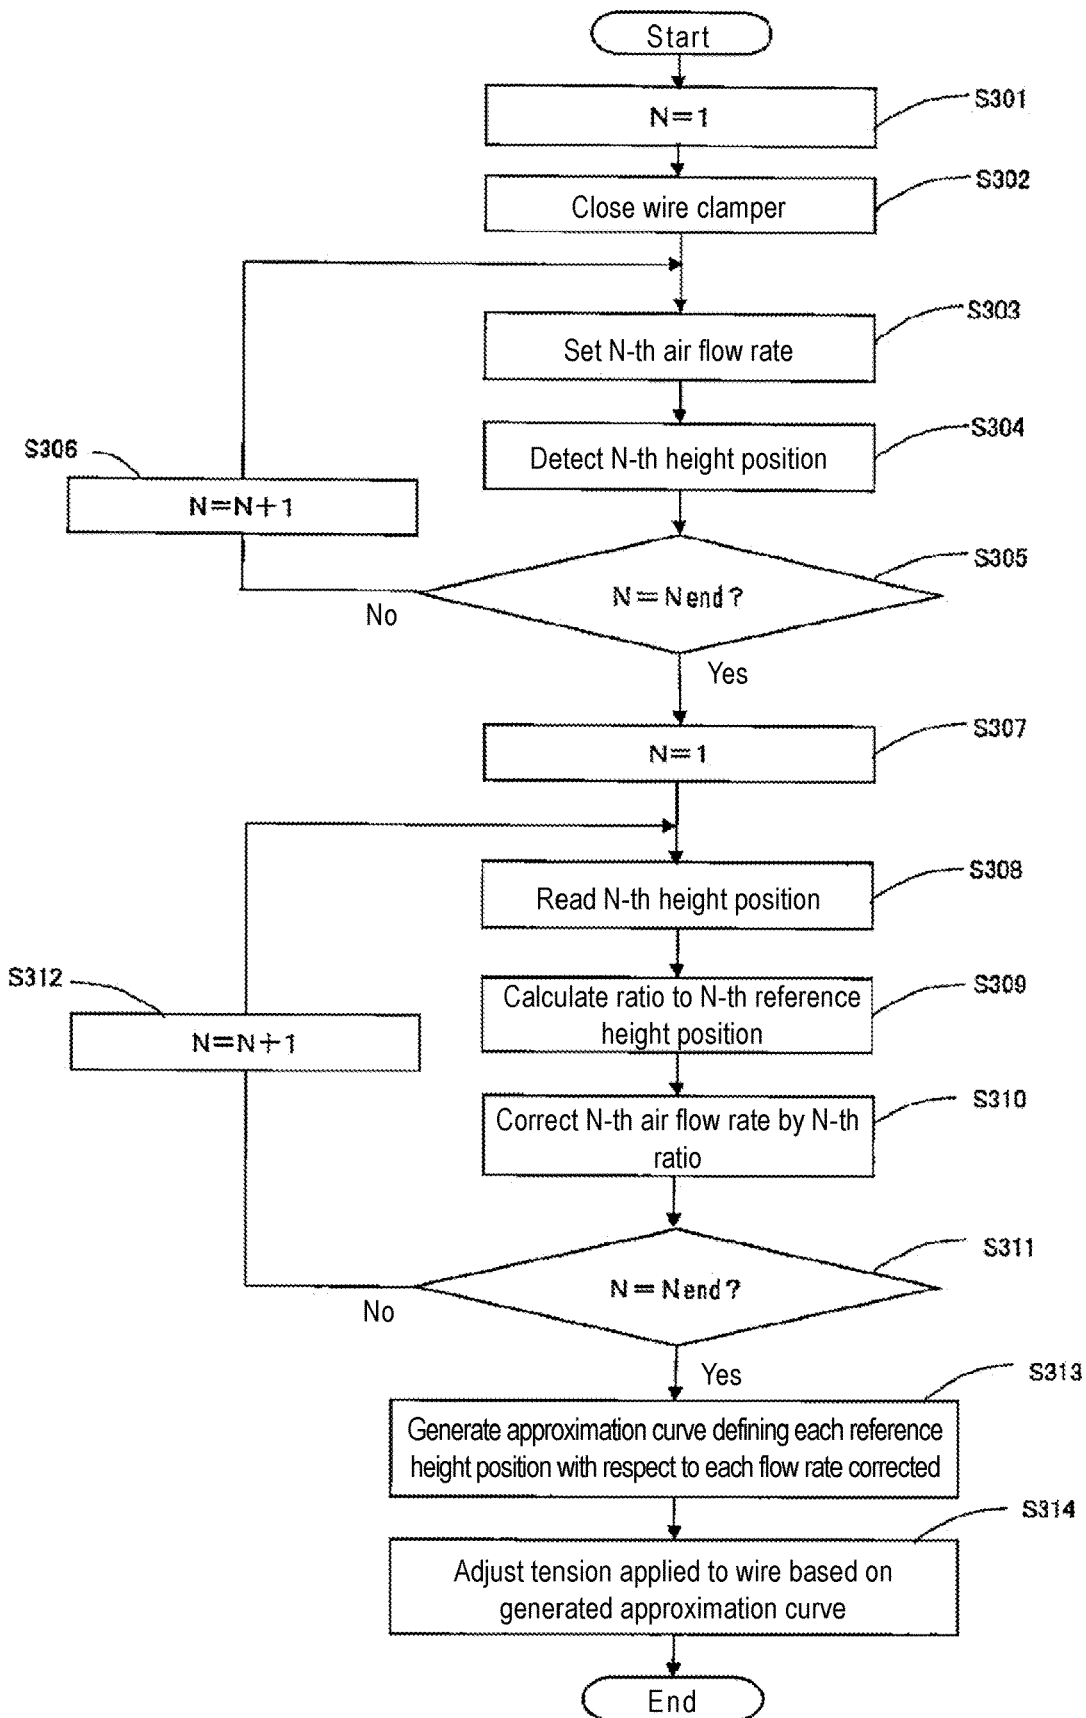 Start
S301
N=1
S302
Close wire clamper
S303
Set N-th air flow rate
S304
Detect N-th height position
S306
N=N+1
S305
N=Nend?
No
Yes
S307
N=1
S308
Read N-th height position
S309
Calculate ratio to N-th reference
height position
S312
N=N+1
S310
Correct N-th air flow rate by N-th
ratio
S311
N=Nend?
No
Yes
S313
Generate approximation curve defining each reference
height position with respect to each flow rate corrected
S314
Adjust tension applied to wire based on
generated approximation curve
End